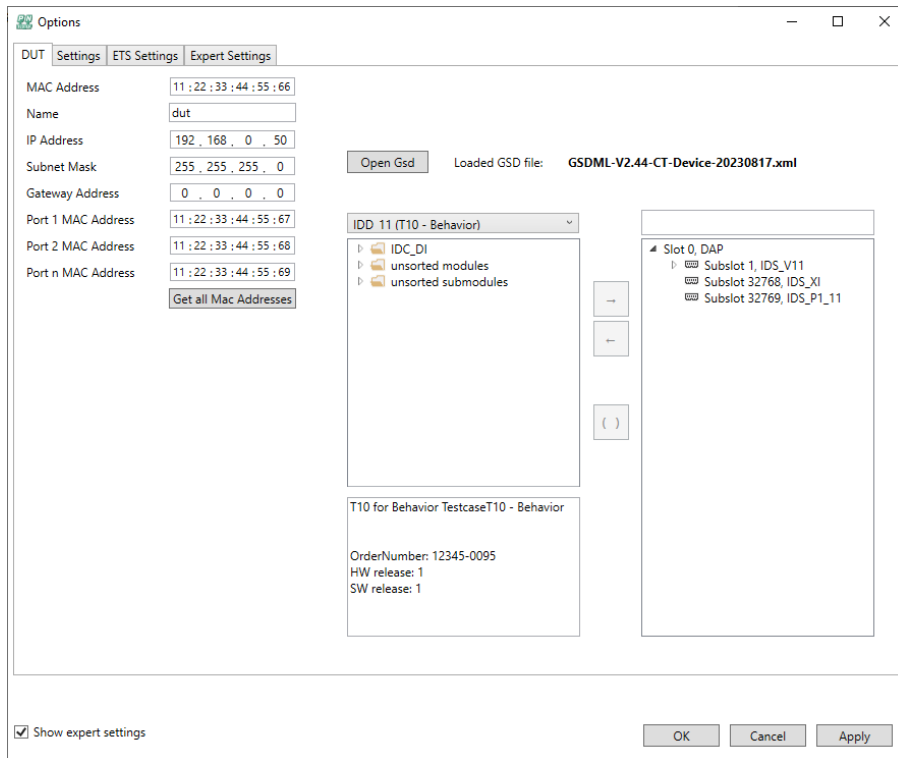 Options
DUT Settings ETS Settings Expert Settings
MAC Address 11 : 22 : 33 : 44 : 55 : 66
Name dut
IP Address 192 . 168 . 0 . 50
Subnet Mask 255 . 255 . 255 . 0
Gateway Address 0 . 0 . 0 . 0
Port 1 MAC Address 11 : 22 : 33 : 44 : 55 : 67
Port 2 MAC Address 11 : 22 : 33 : 44 : 55 : 68
Port n MAC Address 11 : 22 : 33 : 44 : 55 : 69
Get all Mac Addresses
Open Gsd Loaded GSD file: GSDML-V2.44-CT-Device-20230817.xml
IDD_11 (T10 - Behavior)
IDC_DI
unsorted modules
unsorted submodules
→
←
( )
T10 for Behavior TestcaseT10 - Behavior
OrderNumber: 12345-0095
HW release: 1
SW release: 1
Slot 0, DAP
Subslot 1, IDS_V11
Subslot 32768, IDS_XI
Subslot 32769, IDS_P1_11
Show expert settings
OK Cancel Apply